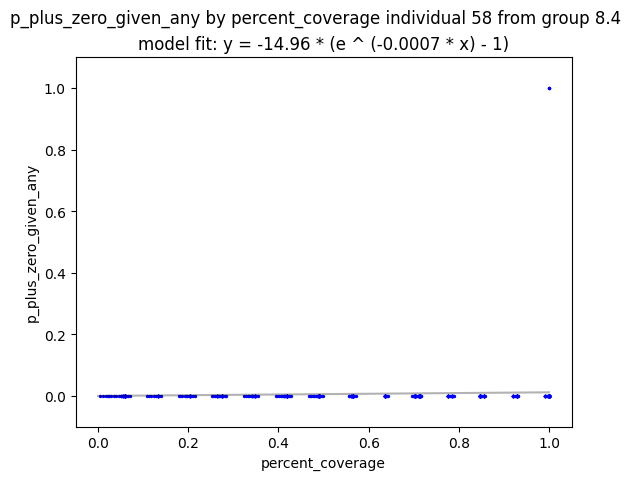 p_plus_zero_given_any by percent_coverage individual 58 from group 8.4
model fit: y = -14.96 * (e ^ (-0.0007 * x) - 1)
1.0
0.8
0.6
0.4
0.2
0.0
p_plus_zero_given_any
0.0 0.2 0.4 0.6 0.8 1.0
percent_coverage